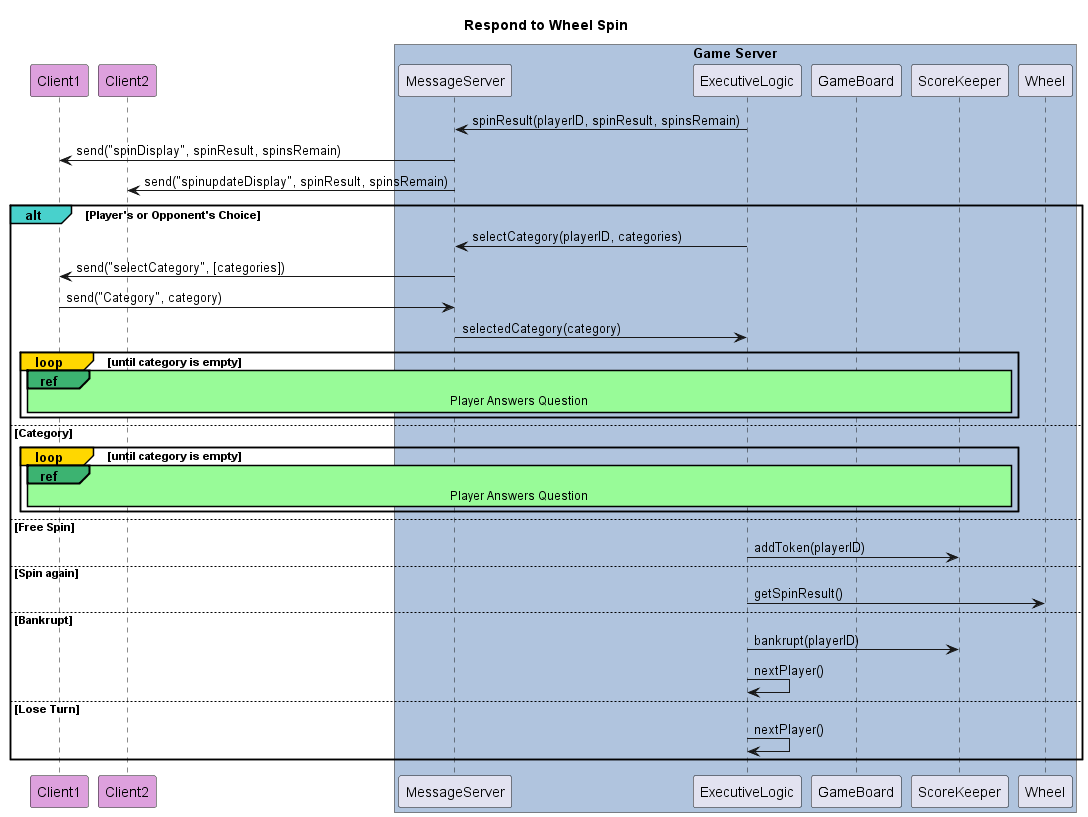 Respond to Wheel Spin
Game Server
Client1
Client2
MessageServer
ExecutiveLogic
GameBoard
ScoreKeeper
Wheel
spinResult(playerID, spinResult, spinsRemain)
send("spinDisplay", spinResult, spinsRemain)
send("spinupdateDisplay", spinResult, spinsRemain)
alt
[Player's or Opponent's Choice]
selectCategory(playerID, categories)
send("selectCategory", [categories])
send("Category", category)
selectedCategory(category)
loop
[until category is empty]
ref
Player Answers Question
[Category]
loop
[until category is empty]
ref
Player Answers Question
[Free Spin]
addToken(playerID)
[Spin again]
getSpinResult()
[Bankrupt]
bankrupt(playerID)
nextPlayer()
[Lose Turn]
nextPlayer()
Client1
Client2
MessageServer
ExecutiveLogic
GameBoard
ScoreKeeper
Wheel